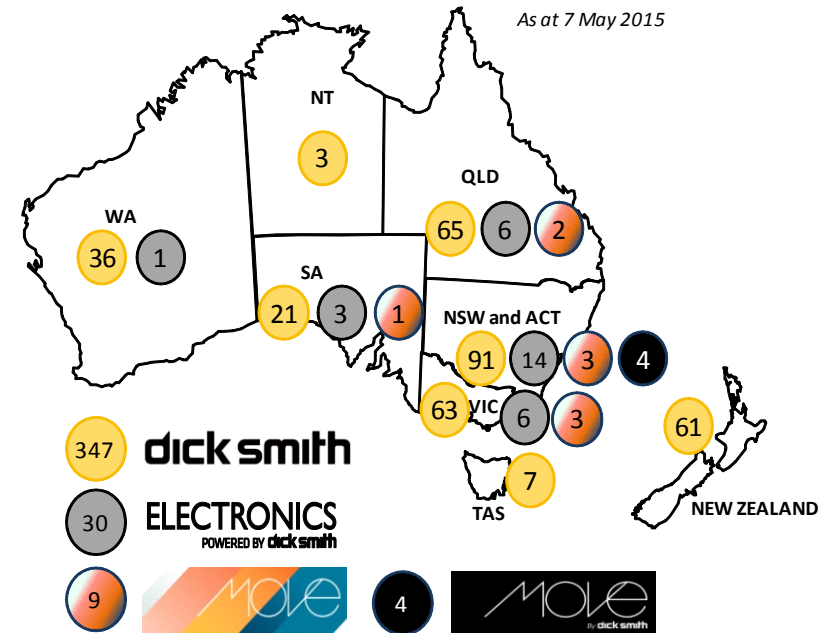 As at 7 May 2015
NT
3
QLD
65 6 2
WA
36 1
SA
21 3 1
NSW and ACT
91 14 3 4
63 VIC 6 3
61
7
TAS
NEW ZEALAND
347 dick smith
30 ELECTRONICS
POWERED BY dick smith
9 MOVE 4 MOVE
By dick smith